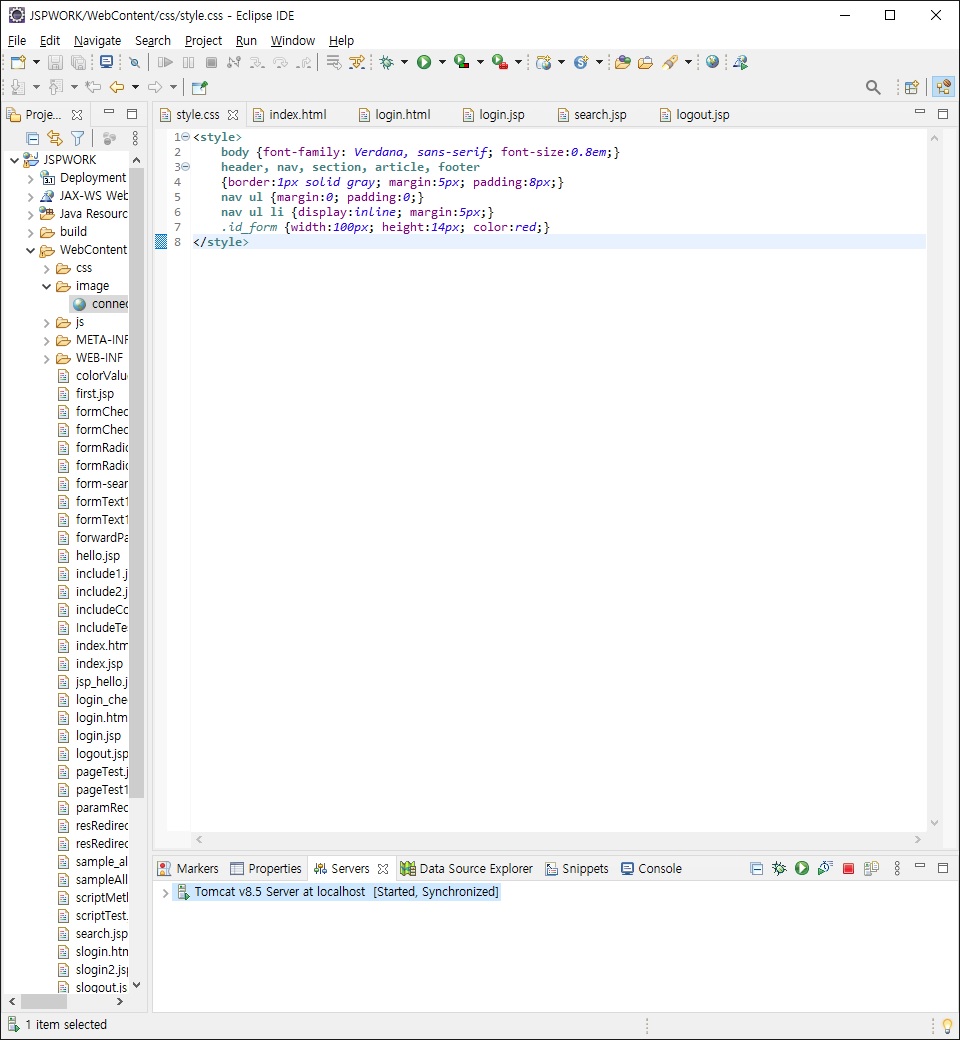 JSPWORK/WebContent/css/style.css - Eclipse IDE
File Edit Navigate Search Project Run Window Help
Proje...
JSPWORK
Deployment
JAX-WS Web
Java Resourc
build
WebContent
css
image
connec
js
META-INF
WEB-INF
colorValu
first.jsp
formChec
formChec
formRadic
formRadic
form-sear
formText1
formText1
forwardPa
hello.jsp
include1.j
include2.j
includeCo
IncludeTe
index.htm
index.jsp
jsp_hello.j
login_che
login.htm
login.jsp
logout.jsp
pageTest.j
pageTest1
paramRec
resRedirec
resRedirec
sample_al
sampleAll
scriptMetl
scriptTest.
search.jsp
slogin.htn
slogin2.jsp
slogout.js
style.css index.html login.html login.jsp search.jsp logout.jsp
1 <style>
2 body {font-family: Verdana, sans-serif; font-size:0.8em;}
3 header, nav, section, article, footer
4 {border:1px solid gray; margin:5px; padding:8px;}
5 nav ul {margin:0; padding:0;}
6 nav ul li {display:inline; margin:5px;}
7 .id_form {width:100px; height:14px; color:red;}
8 </style>
Markers Properties Servers Data Source Explorer Snippets Console
Tomcat v8.5 Server at localhost [Started, Synchronized]
1 item selected